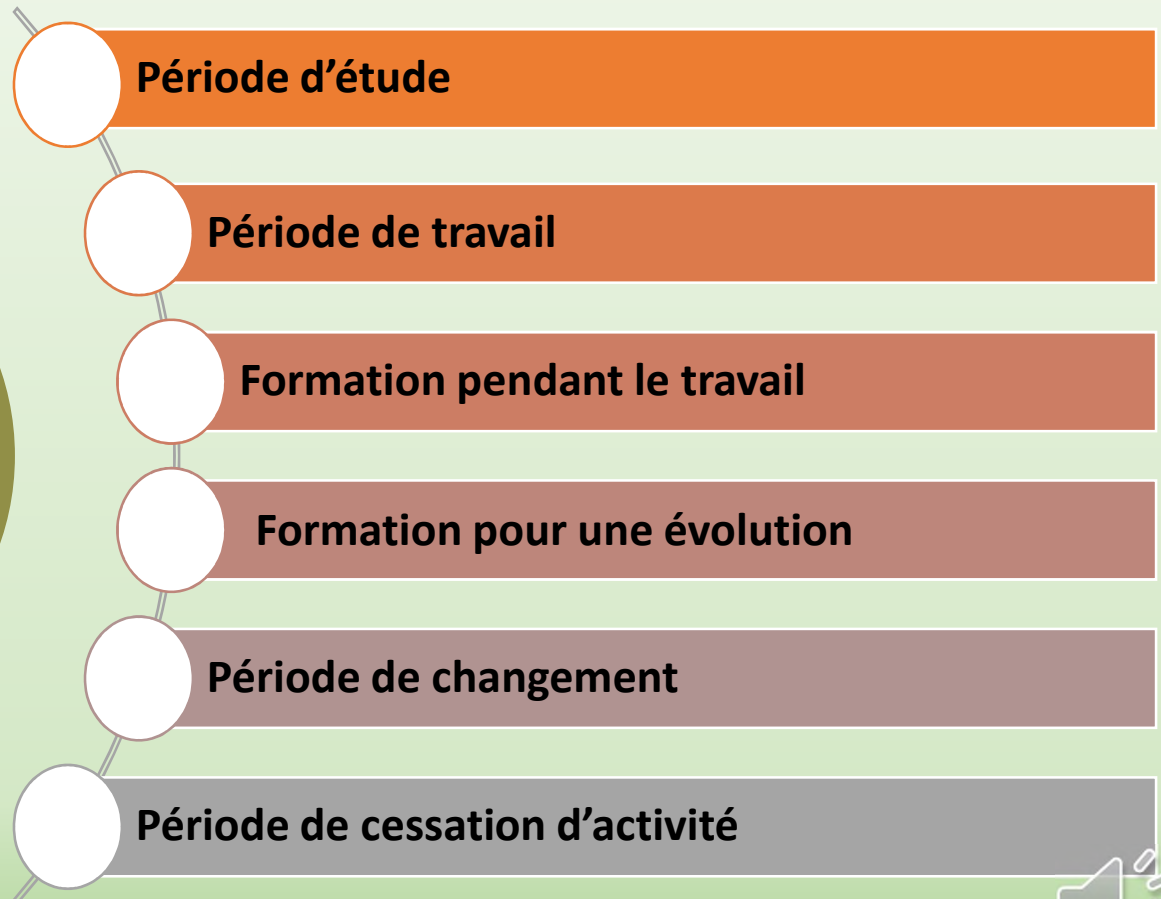 Période d’étude
Période de travail
Formation pendant le travail
Formation pour une évolution
Période de changement
Période de cessation d’activité